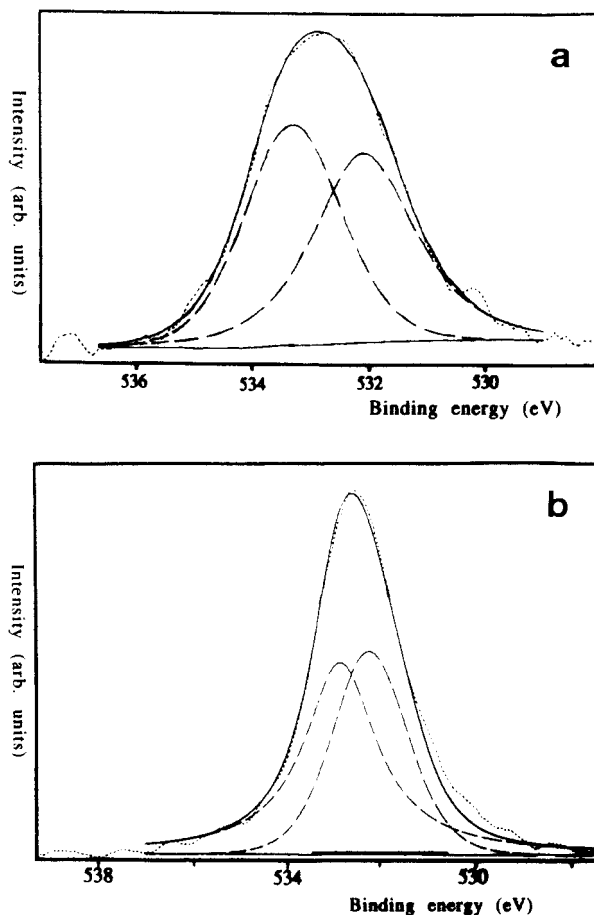 a
Intensity (arb. units)
536 534 532 530
Binding energy (eV)
b
Intensity (arb. units)
538 534 530
Binding energy (eV)